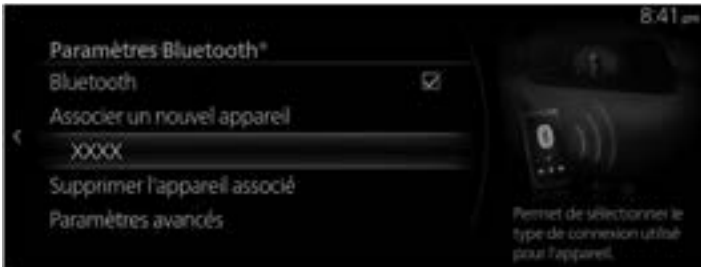 8:41 pm
Paramètres Bluetooth®
Bluetooth
Associer un nouvel appareil
XXXX
Supprimer l'appareil associé
Paramètres avancés
Permet de sélectionner le
type de connexion utilisé
pour l'appareil.